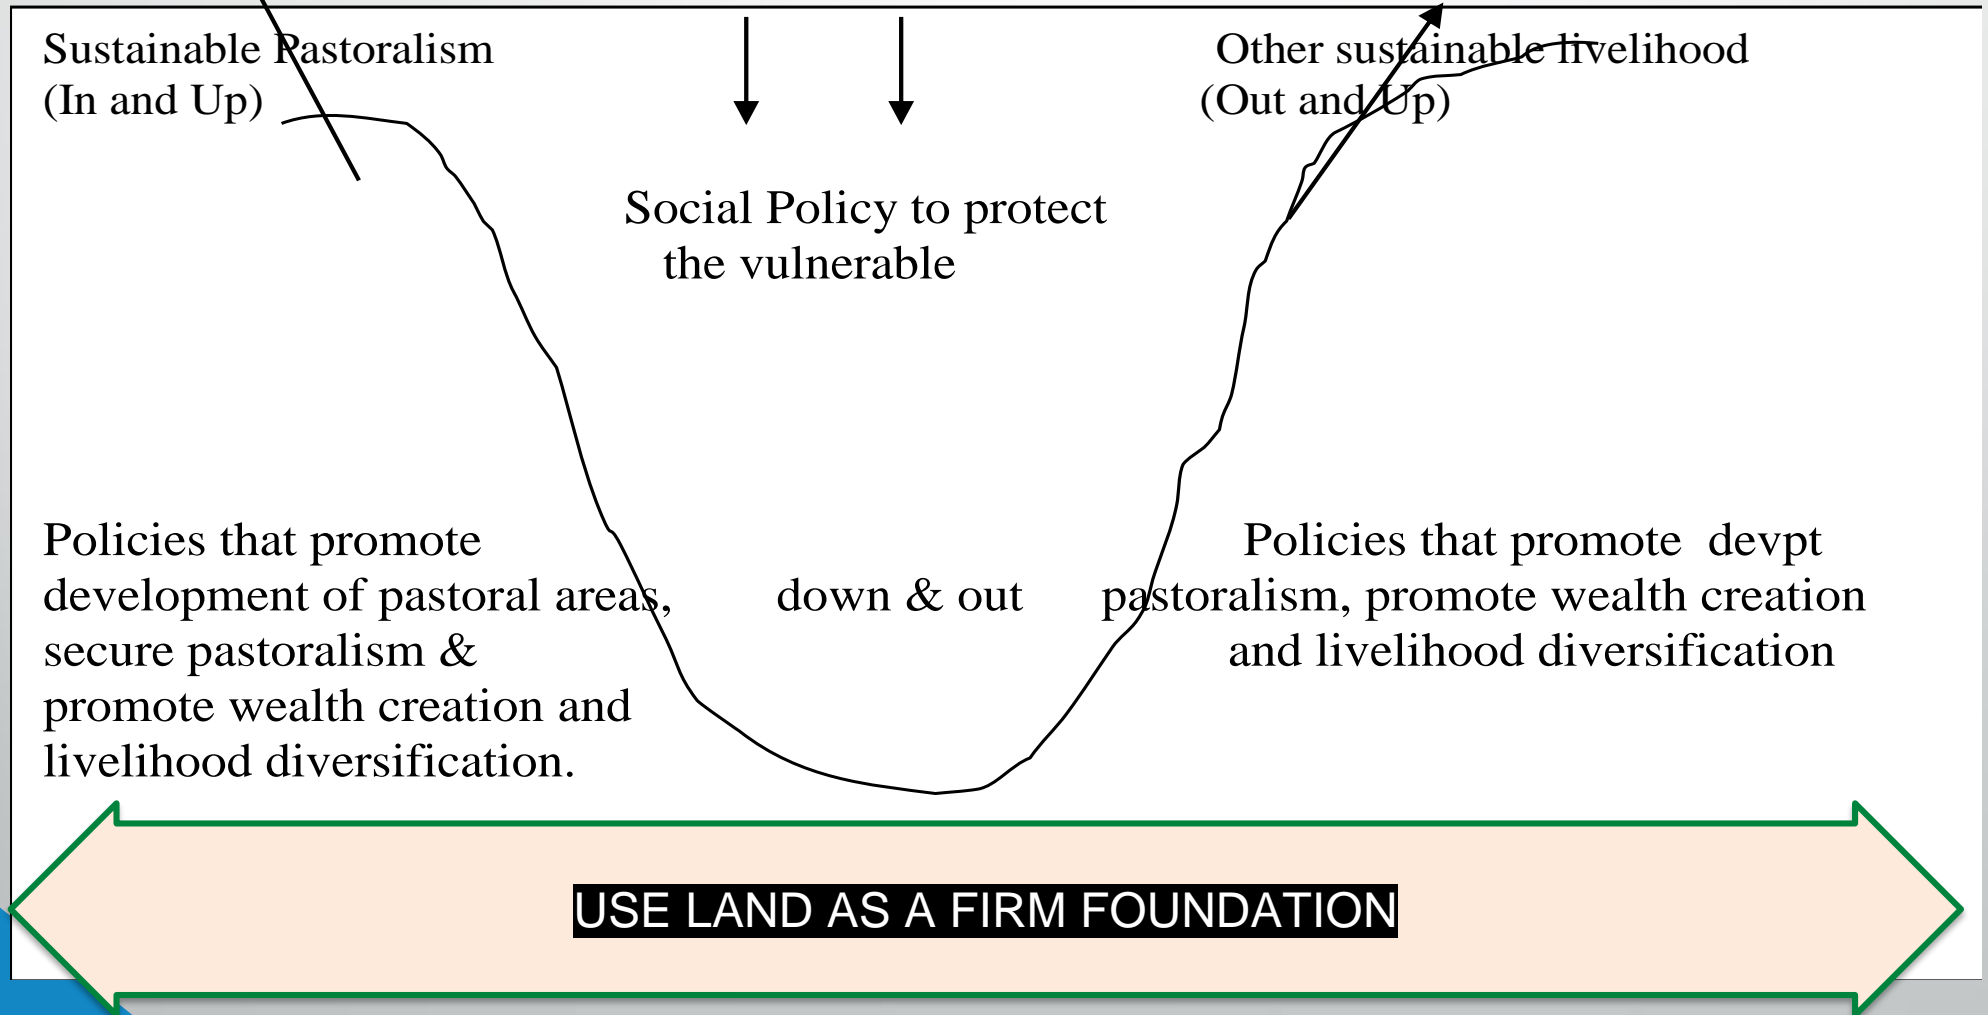 Sustainable Pastoralism
(In and Up)
Other sustainable livelihood
(Out and Up)
Social Policy to protect
the vulnerable
Policies that promote
development of pastoral areas,
secure pastoralism &
promote wealth creation and
livelihood diversification.
down & out
Policies that promote devpt
pastoralism, promote wealth creation
and livelihood diversification
USE LAND AS A FIRM FOUNDATION